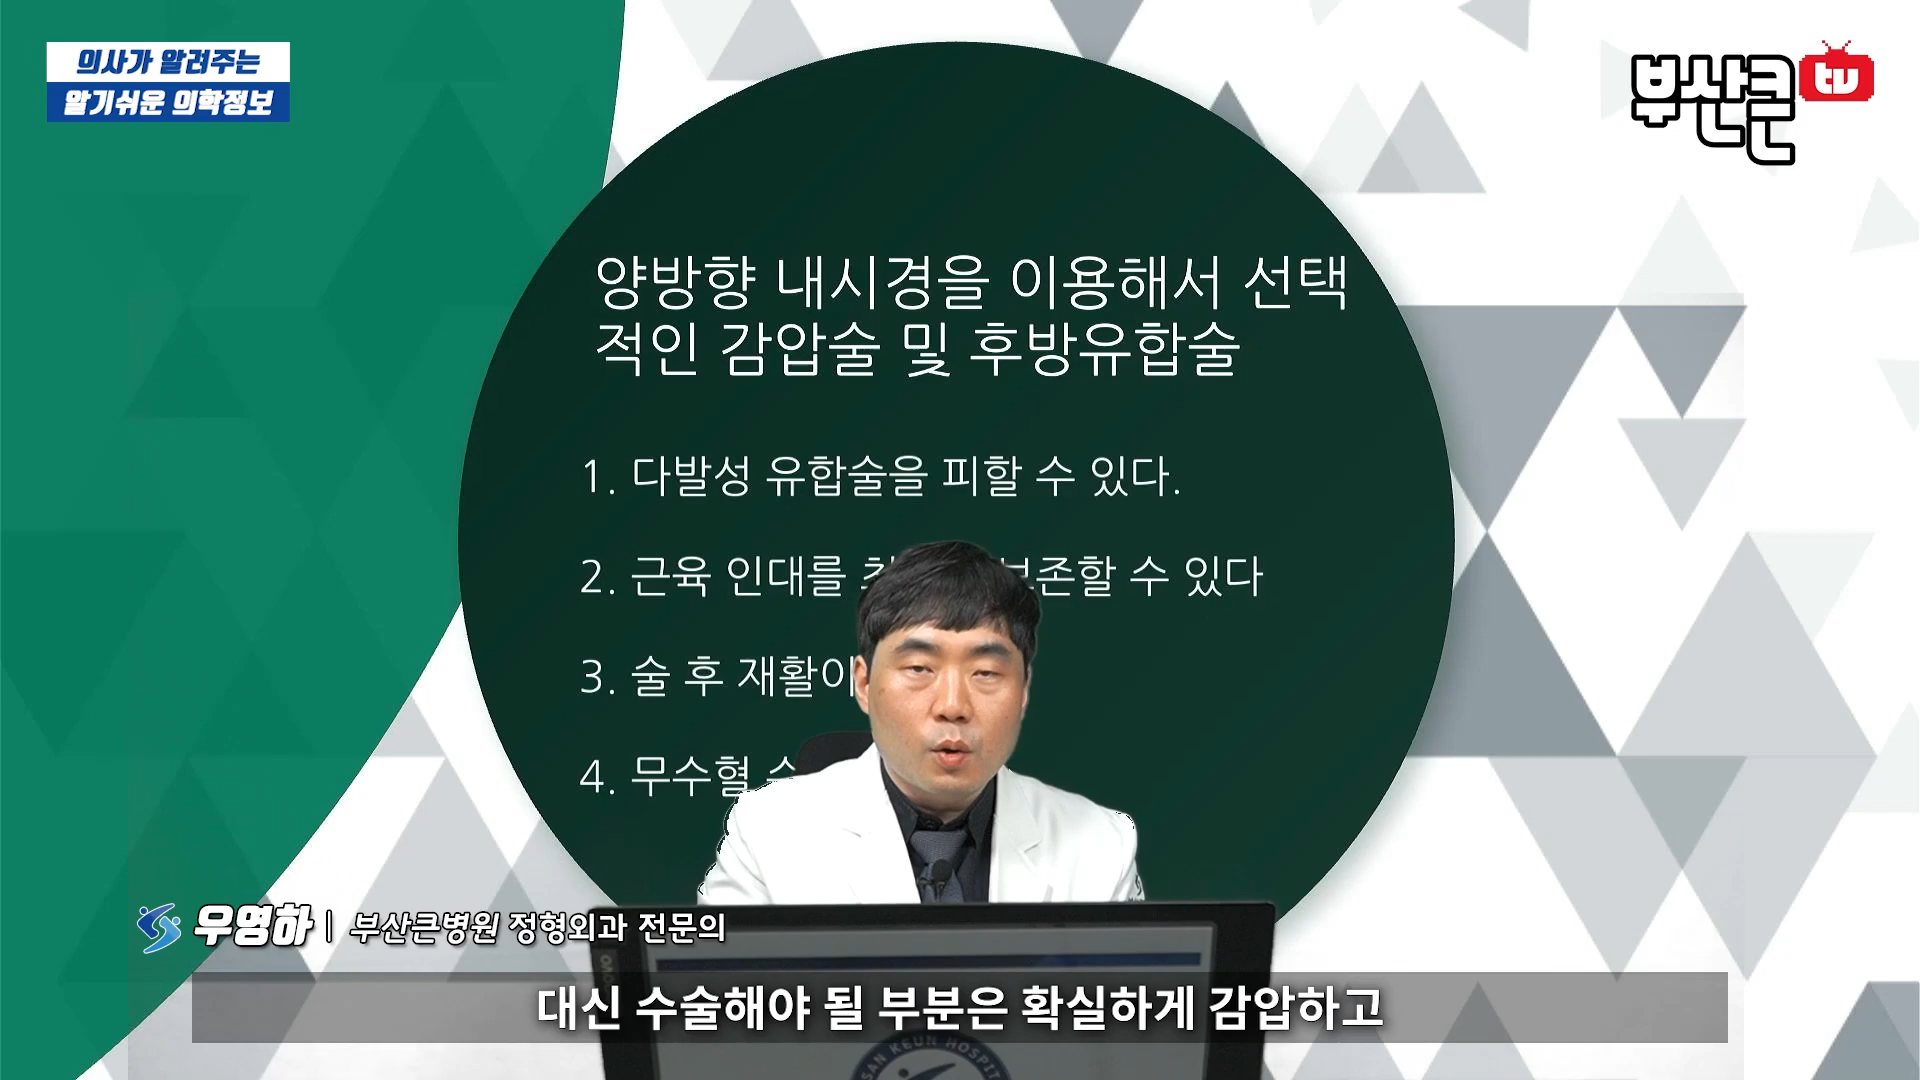 의사가 알려주는
알기쉬운 의학정보
부산큰 tv
양방향 내시경을 이용해서 선택
적인 감압술 및 후방유합술
1. 다발성 유합술을 피할 수 있다.
2. 근육 인대를 보존할 수 있다
3. 술 후 재활이
4. 무수혈
우영하 | 부산큰병원 정형외과 전문의
대신 수술해야 될 부분은 확실하게 감압하고
SAN KEUN HOSPIT